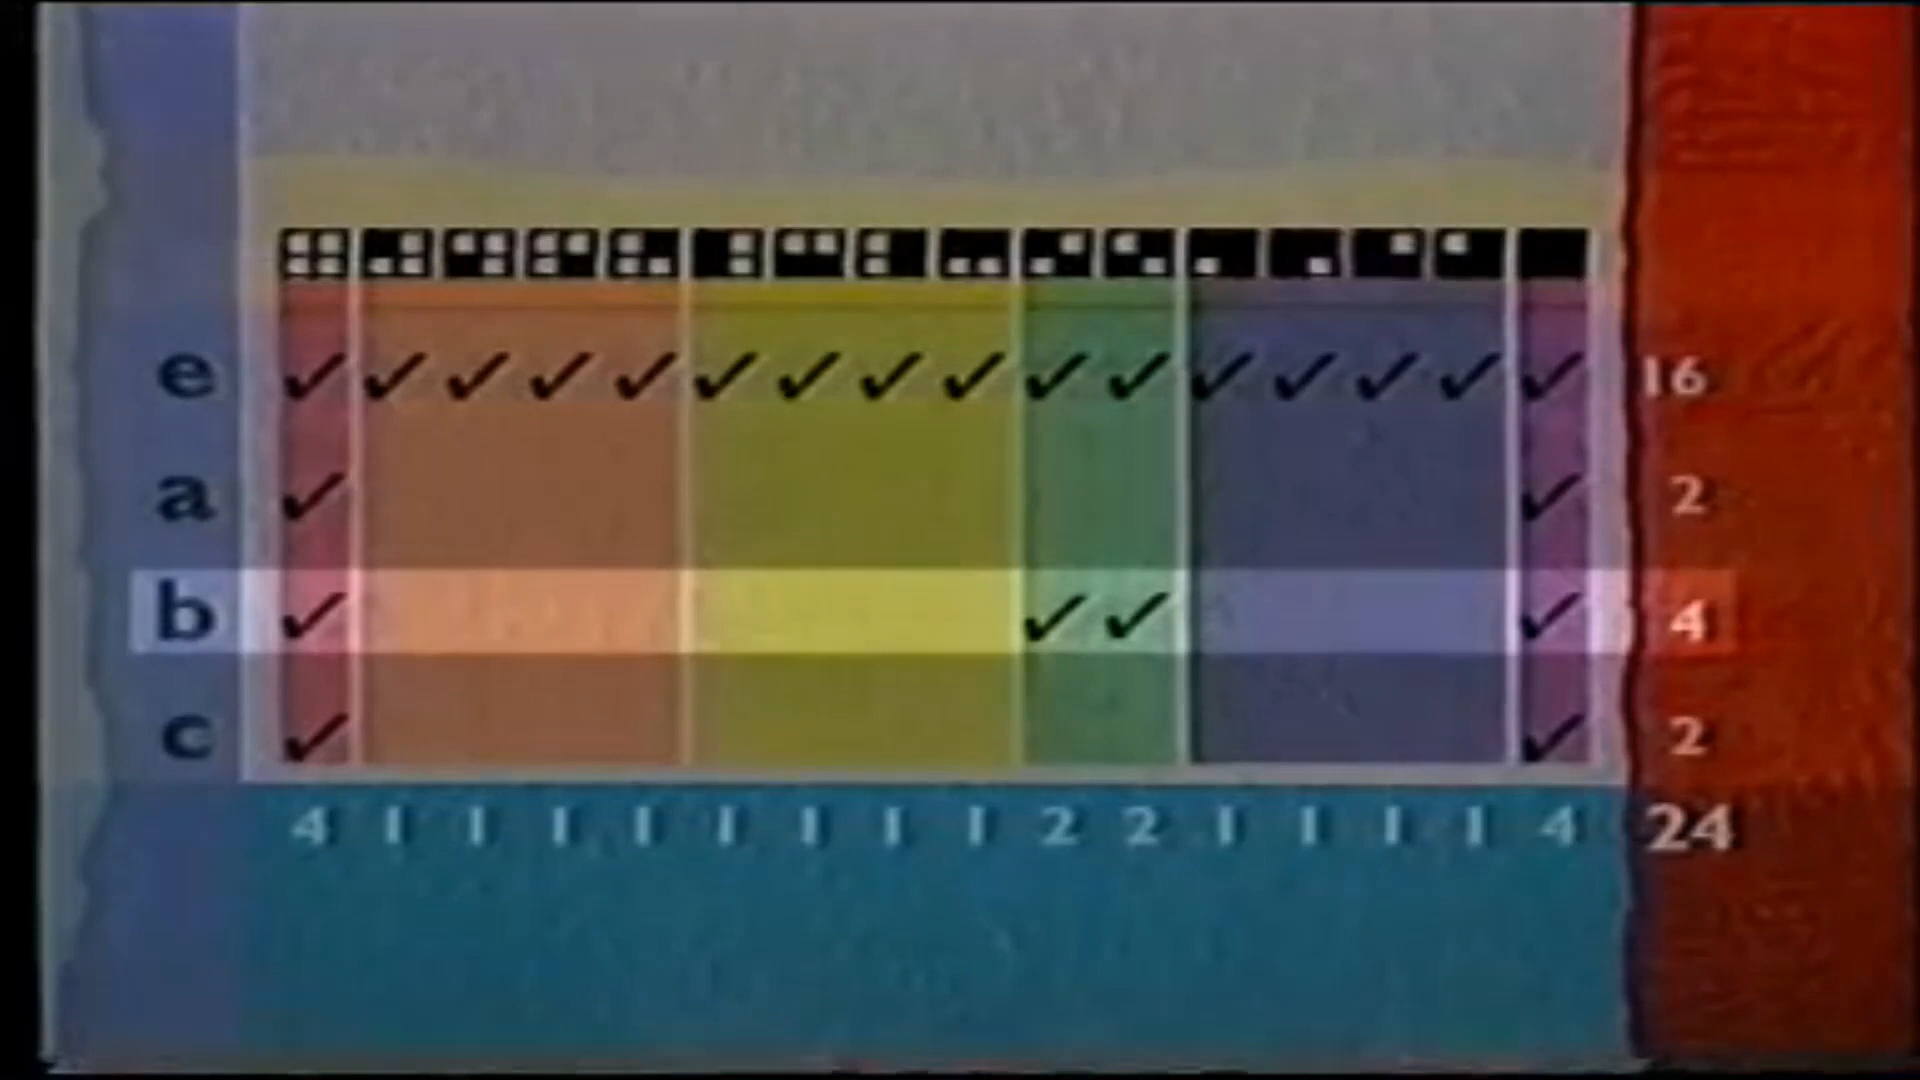 e ✓ ✓ ✓ ✓ ✓ ✓ ✓ ✓ ✓ ✓ ✓ ✓ ✓ ✓ ✓ ✓ 16
a ✓ ✓ 2
b ✓ ✓ ✓ ✓ 4
c ✓ ✓ 2
4 1 1 1 1 1 1 1 1 2 2 1 1 1 1 4 24